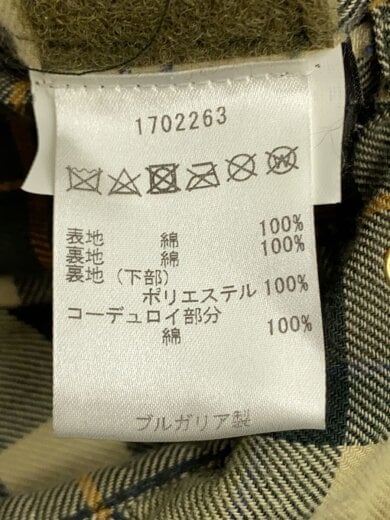 1702263
表地 綿 100%
裏地 綿 100%
裏地(下部)
ポリエステル 100%
コーデュロイ部分
綿 100%
ブルガリア製